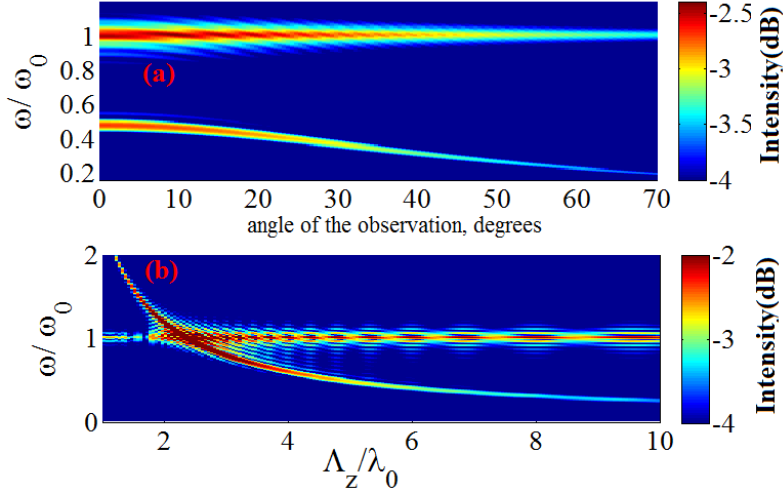 1
0.8
0.6
0.4
0.2
ω/ ω0
(a)
0 10 20 30 40 50 60 70
angle of the observation, degrees
-2.5
-3
-3.5
-4
Intensity(dB)
2
1
0
ω/ ω0
(b)
2 4 6 8 10
Λz/λ0
-2
-3
-4
Intensity(dB)